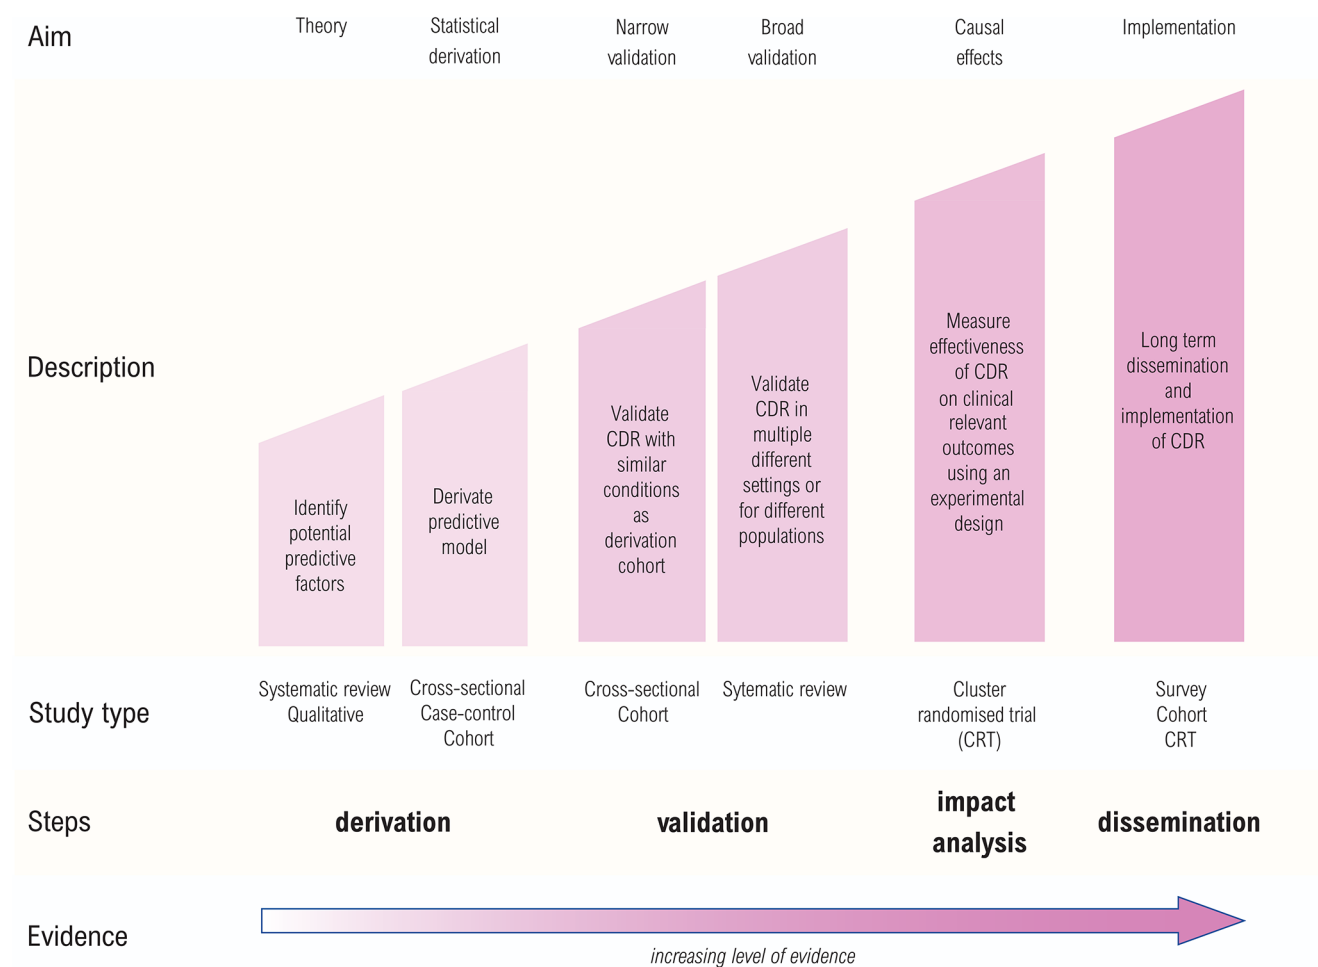 Aim
Theory
Statistical
derivation
Narrow
validation
Broad
validation
Causal
effects
Implementation
Description
Identify
potential
predictive
factors
Derivate
predictive
model
Validate
CDR with
similar
conditions
as
derivation
cohort
Validate
CDR in
multiple
different
settings or
for different
populations
Measure
effectiveness
of CDR
on clinical
relevant
outcomes
using an
experimental
design
Long term
dissemination
and
implementation
of CDR
Study type
Systematic review
Qualitative
Cross-sectional
Case-control
Cohort
Cross-sectional
Cohort
Sytematic review
Cluster
randomised trial
(CRT)
Survey
Cohort
CRT
Steps
derivation
validation
impact
analysis
dissemination
Evidence
increasing level of evidence